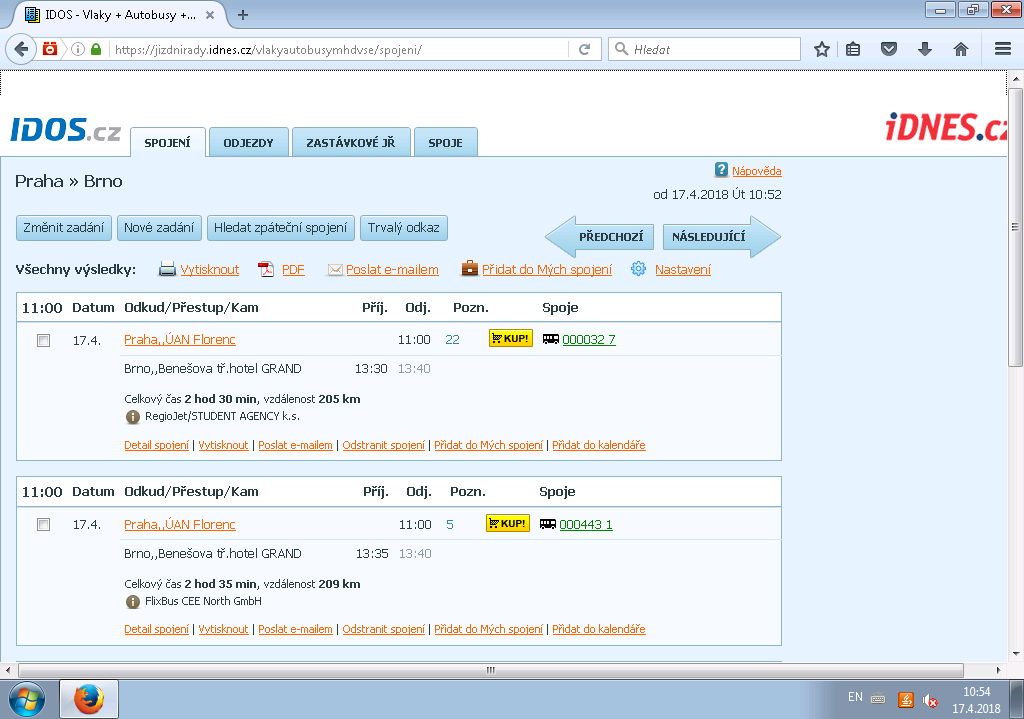 IDOS - Vlaky + Autobusy +...
https://jizdnirady.idnes.cz/vlakyautobusymhdvse/spojeni/
Hledat
IDOS.cz
SPOJENÍ
ODJEZDY
ZASTÁVKOVÉ JŘ
SPOJE
iDNES.cz
Nápověda
Praha » Brno
od 17.4.2018 Út 10:52
Změnit zadání
Nové zadání
Hledat zpáteční spojení
Trvalý odkaz
PŘEDCHOZÍ
NÁSLEDUJÍCÍ
Všechny výsledky: Vytisknout PDF Poslat e-mailem Přidat do Mých spojení Nastavení
11:00 Datum Odkud/Přestup/Kam Příj. Odj. Pozn. Spoje
17.4. Praha,,ÚAN Florenc 11:00 22 KUP! 000032 7
Brno,,Benešova tř.hotel GRAND 13:30 13:40
Celkový čas 2 hod 30 min, vzdálenost 205 km
RegioJet/STUDENT AGENCY k.s.
Detail spojení | Vytisknout | Poslat e-mailem | Odstranit spojení | Přidat do Mých spojení | Přidat do kalendáře
11:00 Datum Odkud/Přestup/Kam Příj. Odj. Pozn. Spoje
17.4. Praha,,ÚAN Florenc 11:00 5 KUP! 000443 1
Brno,,Benešova tř.hotel GRAND 13:35 13:40
Celkový čas 2 hod 35 min, vzdálenost 209 km
FlixBus CEE North GmbH
Detail spojení | Vytisknout | Poslat e-mailem | Odstranit spojení | Přidat do Mých spojení | Přidat do kalendáře
EN
10:54
17.4.2018